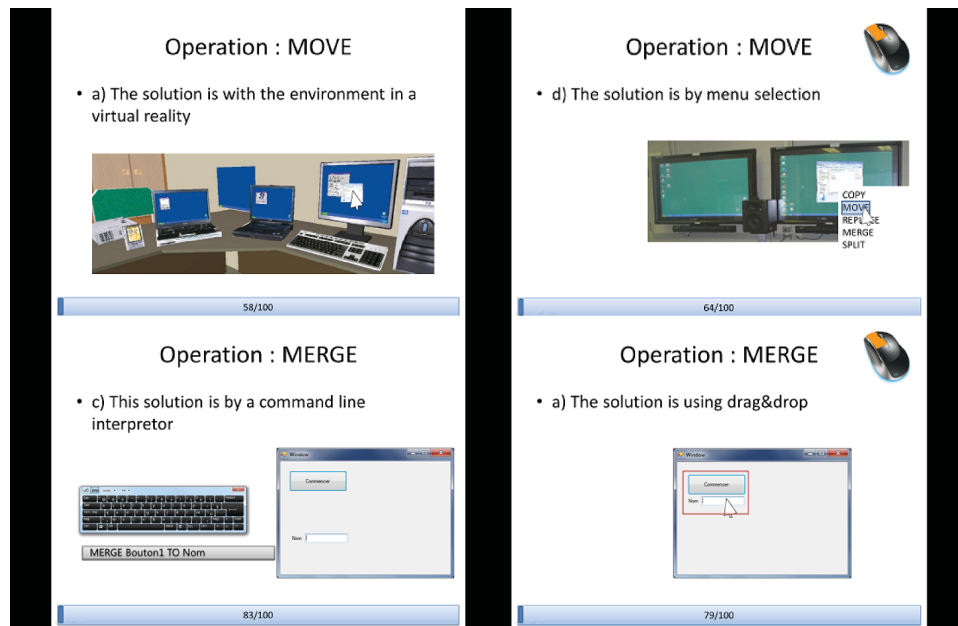 Operation : MOVE
• a) The solution is with the environment in a
virtual reality
58/100
Operation : MOVE
• d) The solution is by menu selection
COPY
MOVE
MERGE
SPLIT
64/100
Operation : MERGE
• c) This solution is by a command line
interpretor
Window
Commencer
Nom
MERGE Bouton1 TO Nom
83/100
Operation : MERGE
• a) The solution is using drag&drop
Window
Commencer
Nom
79/100